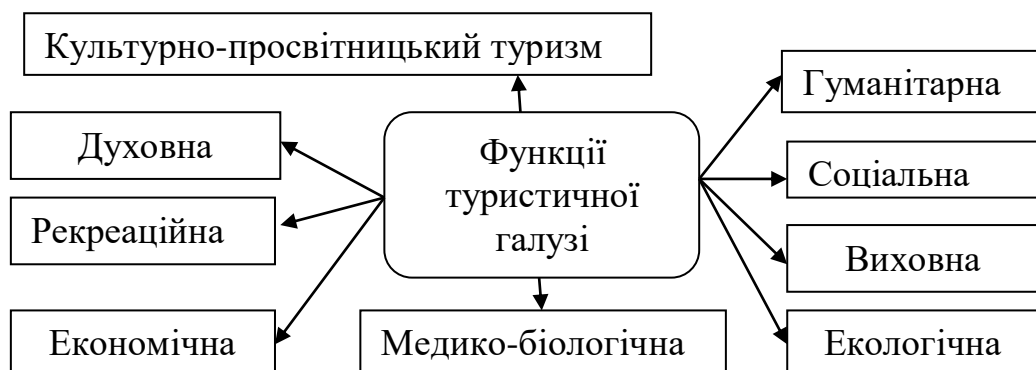 Культурно-просвітницький туризм
Гуманітарна
Духовна
Функції
туристичної
галузі
Соціальна
Рекреаційна
Виховна
Економічна
Медико-біологічна
Екологічна